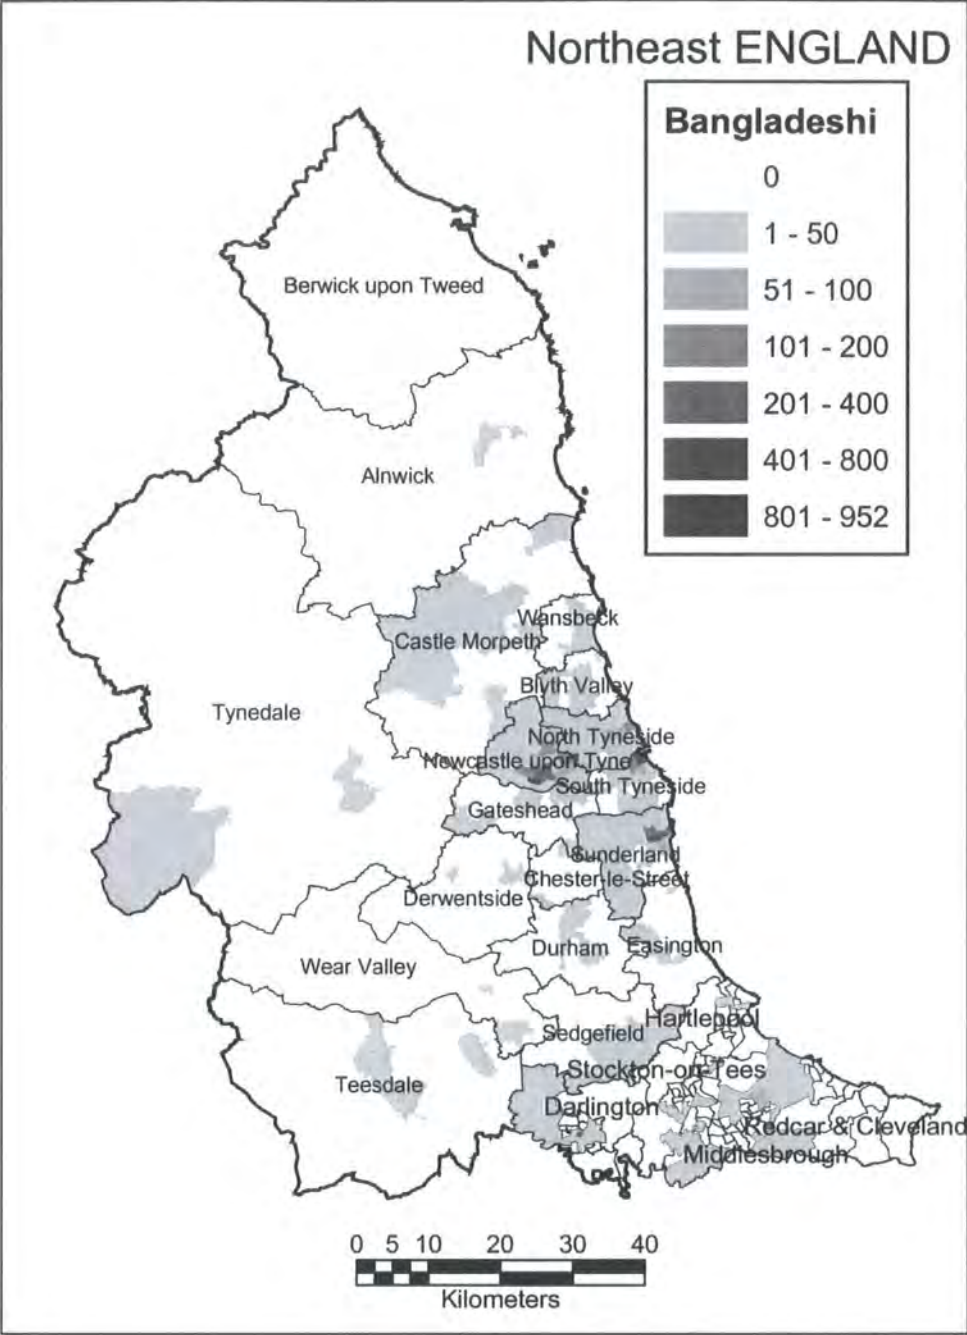 Northeast ENGLAND
Bangladeshi
0
1 - 50
51 - 100
101 - 200
201 - 400
401 - 800
801 - 952
Berwick upon Tweed
Alnwick
Wansbeck
Castle Morpeth
Blyth Valley
Tynedale
North Tyneside
Newcastle upon Tyne
South Tyneside
Gateshead
Sunderland
Chester-le-Street
Derwentside
Durham
Easington
Wear Valley
Hartlepool
Sedgefield
Stockton-on-Tees
Teesdale
Darlington
Redcar & Cleveland
Middlesbrough
0 5 10 20 30 40
Kilometers